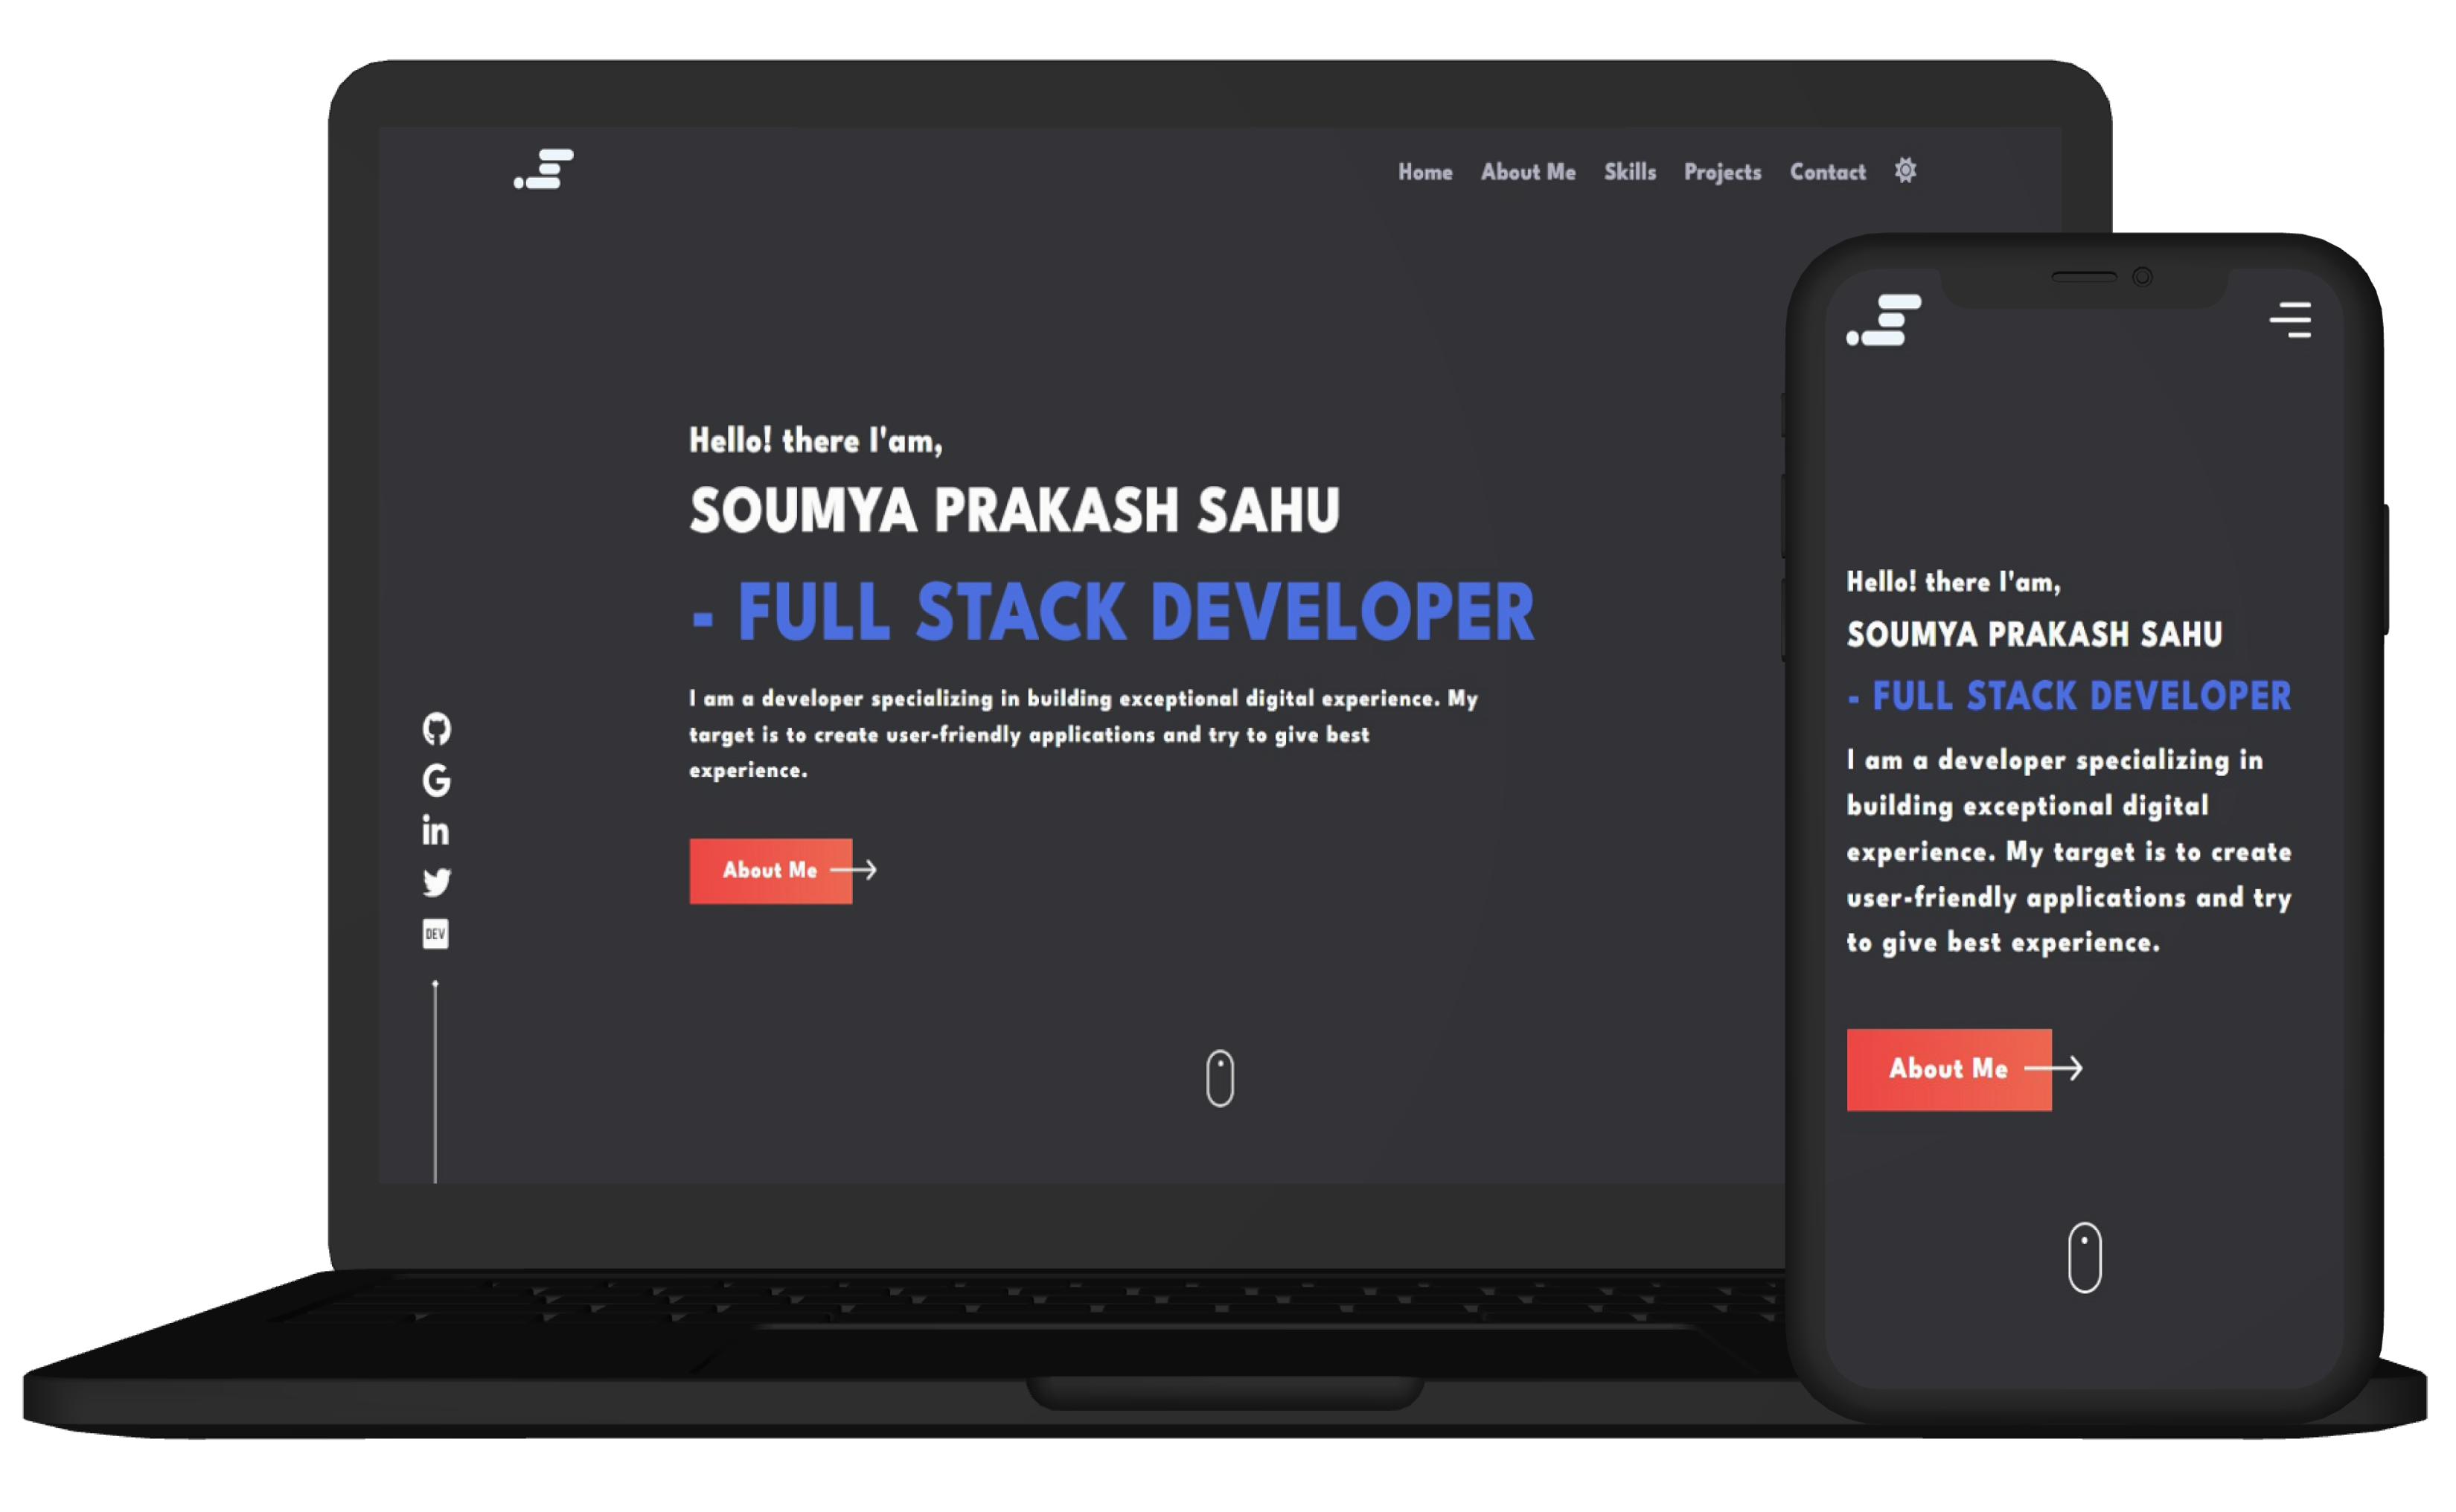 Home About Me Skills Projects Contact
Hello! there I'am,
SOUMYA PRAKASH SAHU
- FULL STACK DEVELOPER
I am a developer specializing in building exceptional digital experience. My
target is to create user-friendly applications and try to give best
experience.
About Me
G
in
DEV
Hello! there I'am,
SOUMYA PRAKASH SAHU
- FULL STACK DEVELOPER
I am a developer specializing in
building exceptional digital
experience. My target is to create
user-friendly applications and try
to give best experience.
About Me